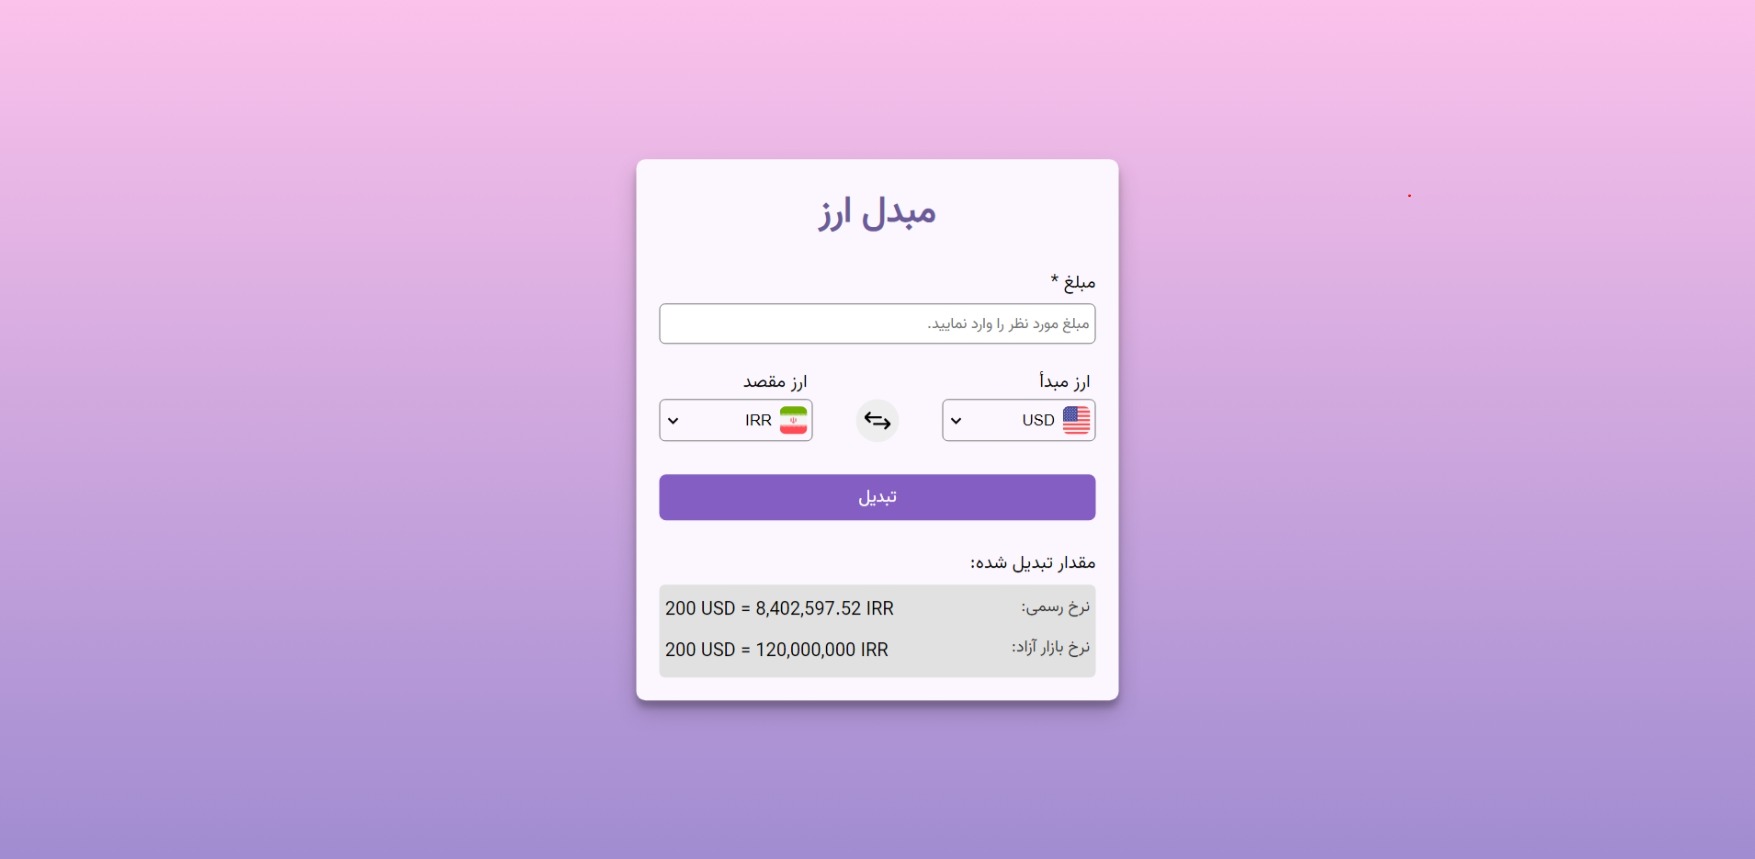 مبدل ارز
مبلغ *
مبلغ مورد نظر را وارد نمایید.
ارز مبدأ
ارز مقصد
USD
IRR
تبدیل
مقدار تبدیل شده:
نرخ رسمی: 200 USD = 8,402,597.52 IRR
نرخ بازار آزاد: 200 USD = 120,000,000 IRR